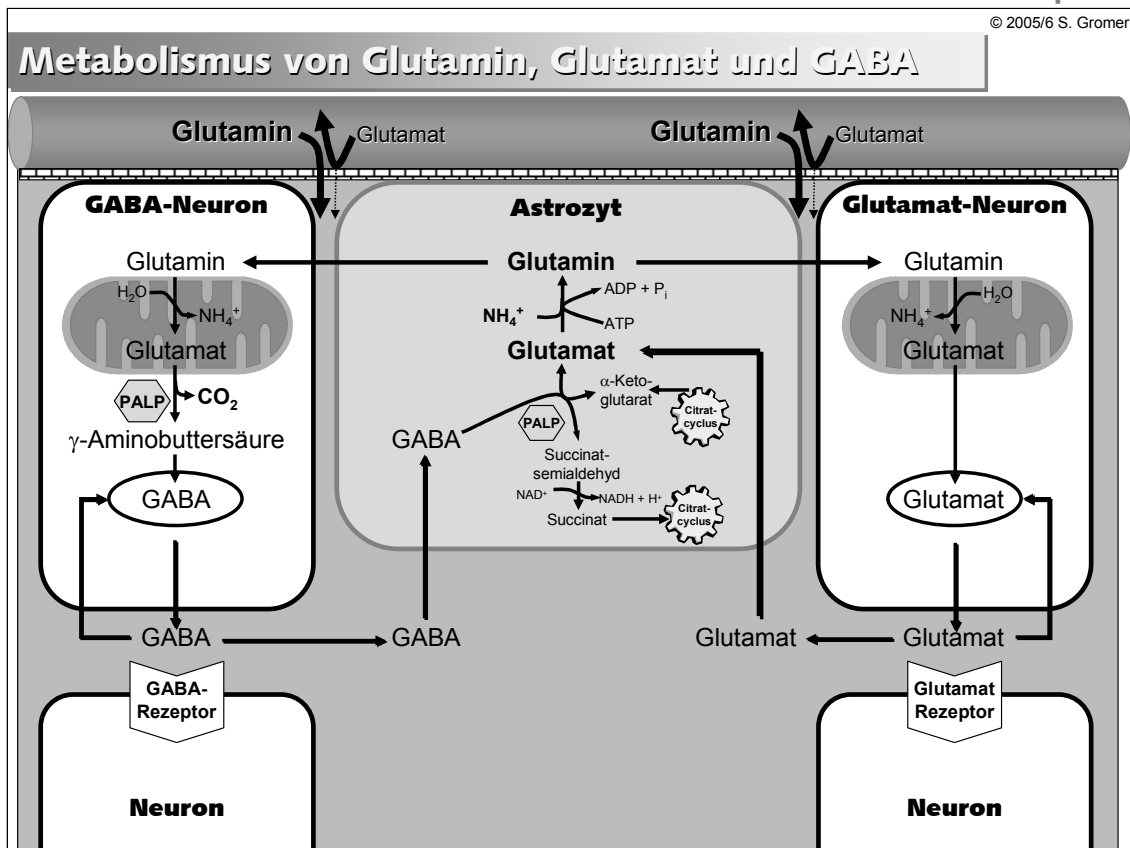 © 2005/6 S. Gromer
Metabolismus von Glutamin, Glutamat und GABA
Glutamin
Glutamat
Glutamin
Glutamat
GABA-Neuron
Astrozyt
Glutamat-Neuron
Glutamin
Glutamin
Glutamin
H₂O
NH₄⁺
ADP + Pᵢ
NH₄⁺
ATP
H₂O
NH₄⁺
Glutamat
Glutamat
Glutamat
PALP
CO₂
α-Keto-
glutarat
Citrat-
cyclus
PALP
γ-Aminobuttersäure
GABA
Succinat-
semialdehyd
GABA
NAD⁺
NADH + H⁺
Succinat
Citrat-
cyclus
Glutamat
GABA
GABA
Glutamat
Glutamat
GABA-
Rezeptor
Glutamat
Rezeptor
Neuron
Neuron